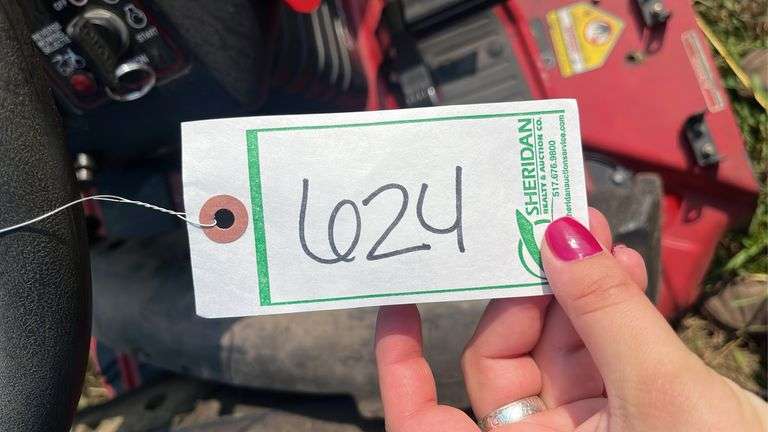 624
SHERIDAN
REALTY & AUCTION CO.
517.676.9800
sheridanauctionservice.com